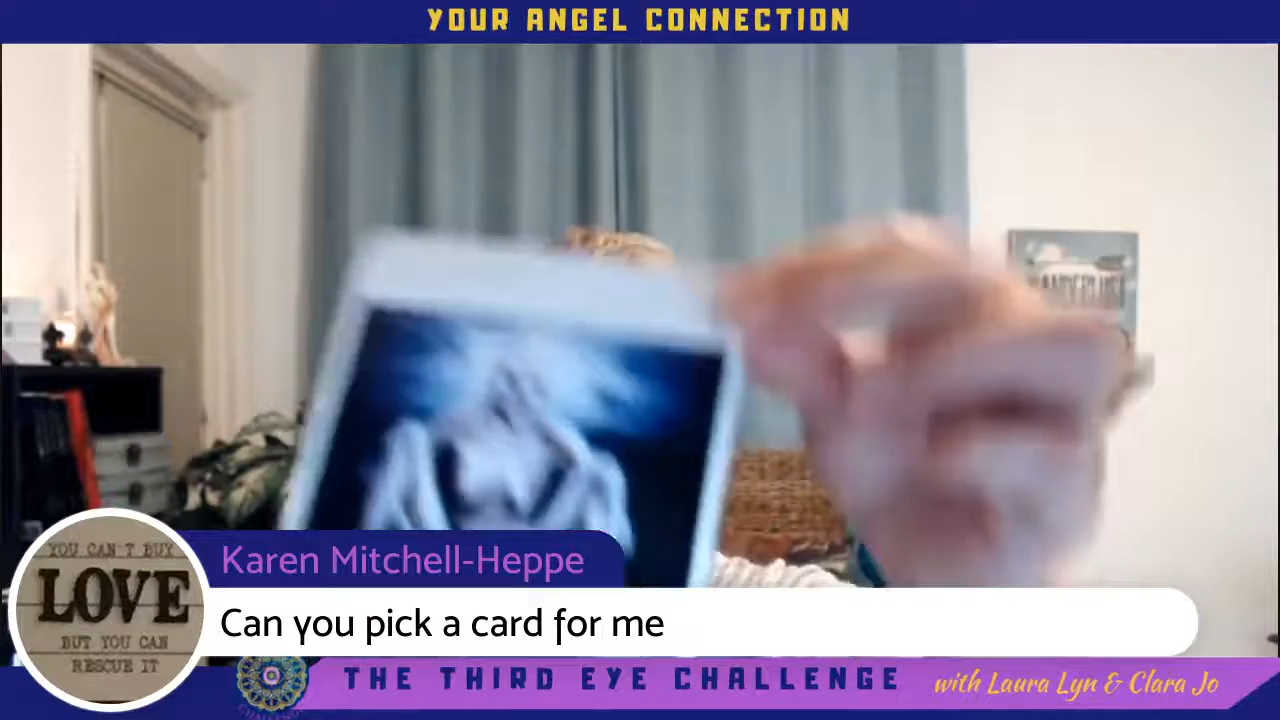 YOUR ANGEL CONNECTION
YOU CAN'T BUY
LOVE
BUT YOU CAN
RESCUE IT
Karen Mitchell-Heppe
Can you pick a card for me
THE THIRD EYE CHALLENGE
with Laura Lyn & Clara Jo